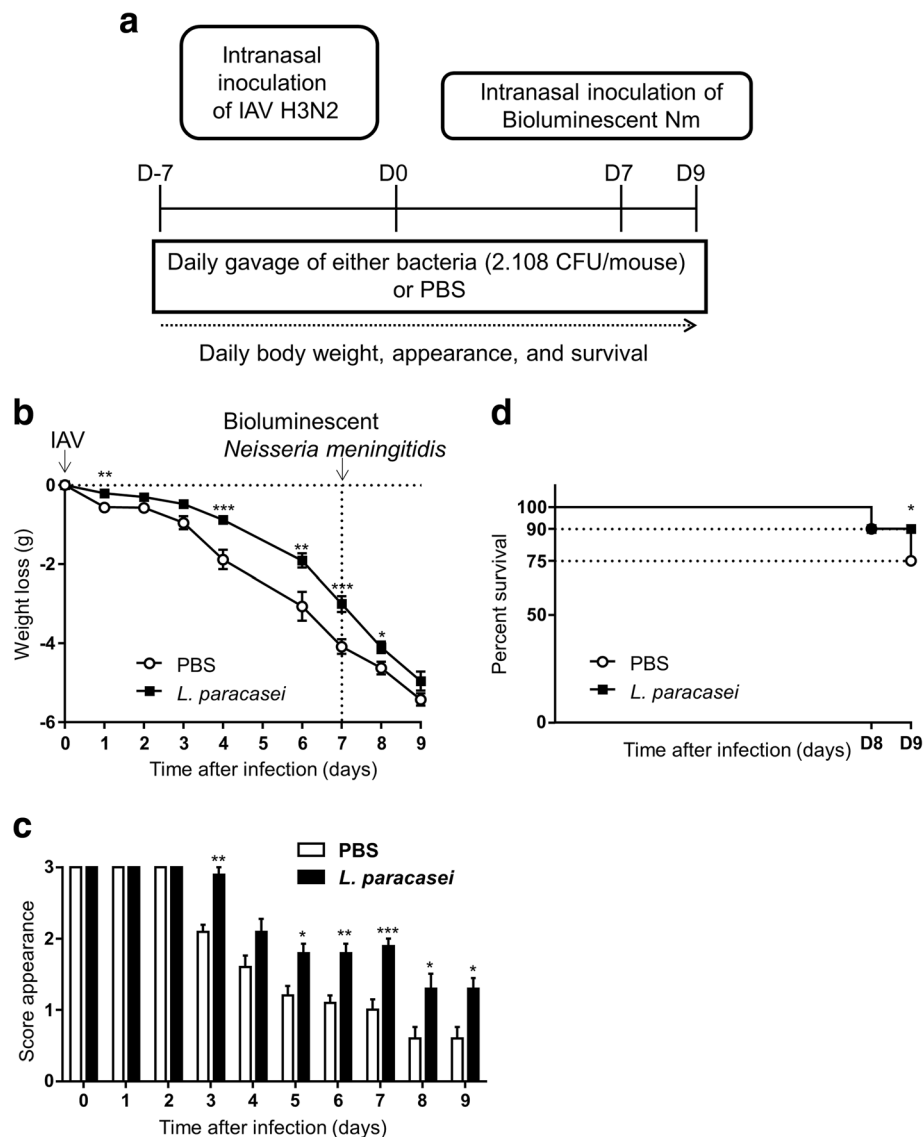 a
Intranasal
inoculation
of IAV H3N2
Intranasal inoculation of
Bioluminescent Nm
D-7 D0 D7 D9
Daily gavage of either bacteria (2.108 CFU/mouse)
or PBS
Daily body weight, appearance, and survival
b
Bioluminescent
Neisseria meningitidis
IAV
** *** ** *** *
0
-2
-4
-6
Weight loss (g)
PBS
L. paracasei
0 1 2 3 4 5 6 7 8 9
Time after infection (days)
d
100
90
75
50
0
*
Percent survival
PBS
L. paracasei
D8 D9
Time after infection (days)
c
PBS
L. paracasei
3
2
1
0
** * ** *** * *
Score appearance
0 1 2 3 4 5 6 7 8 9
Time after infection (days)